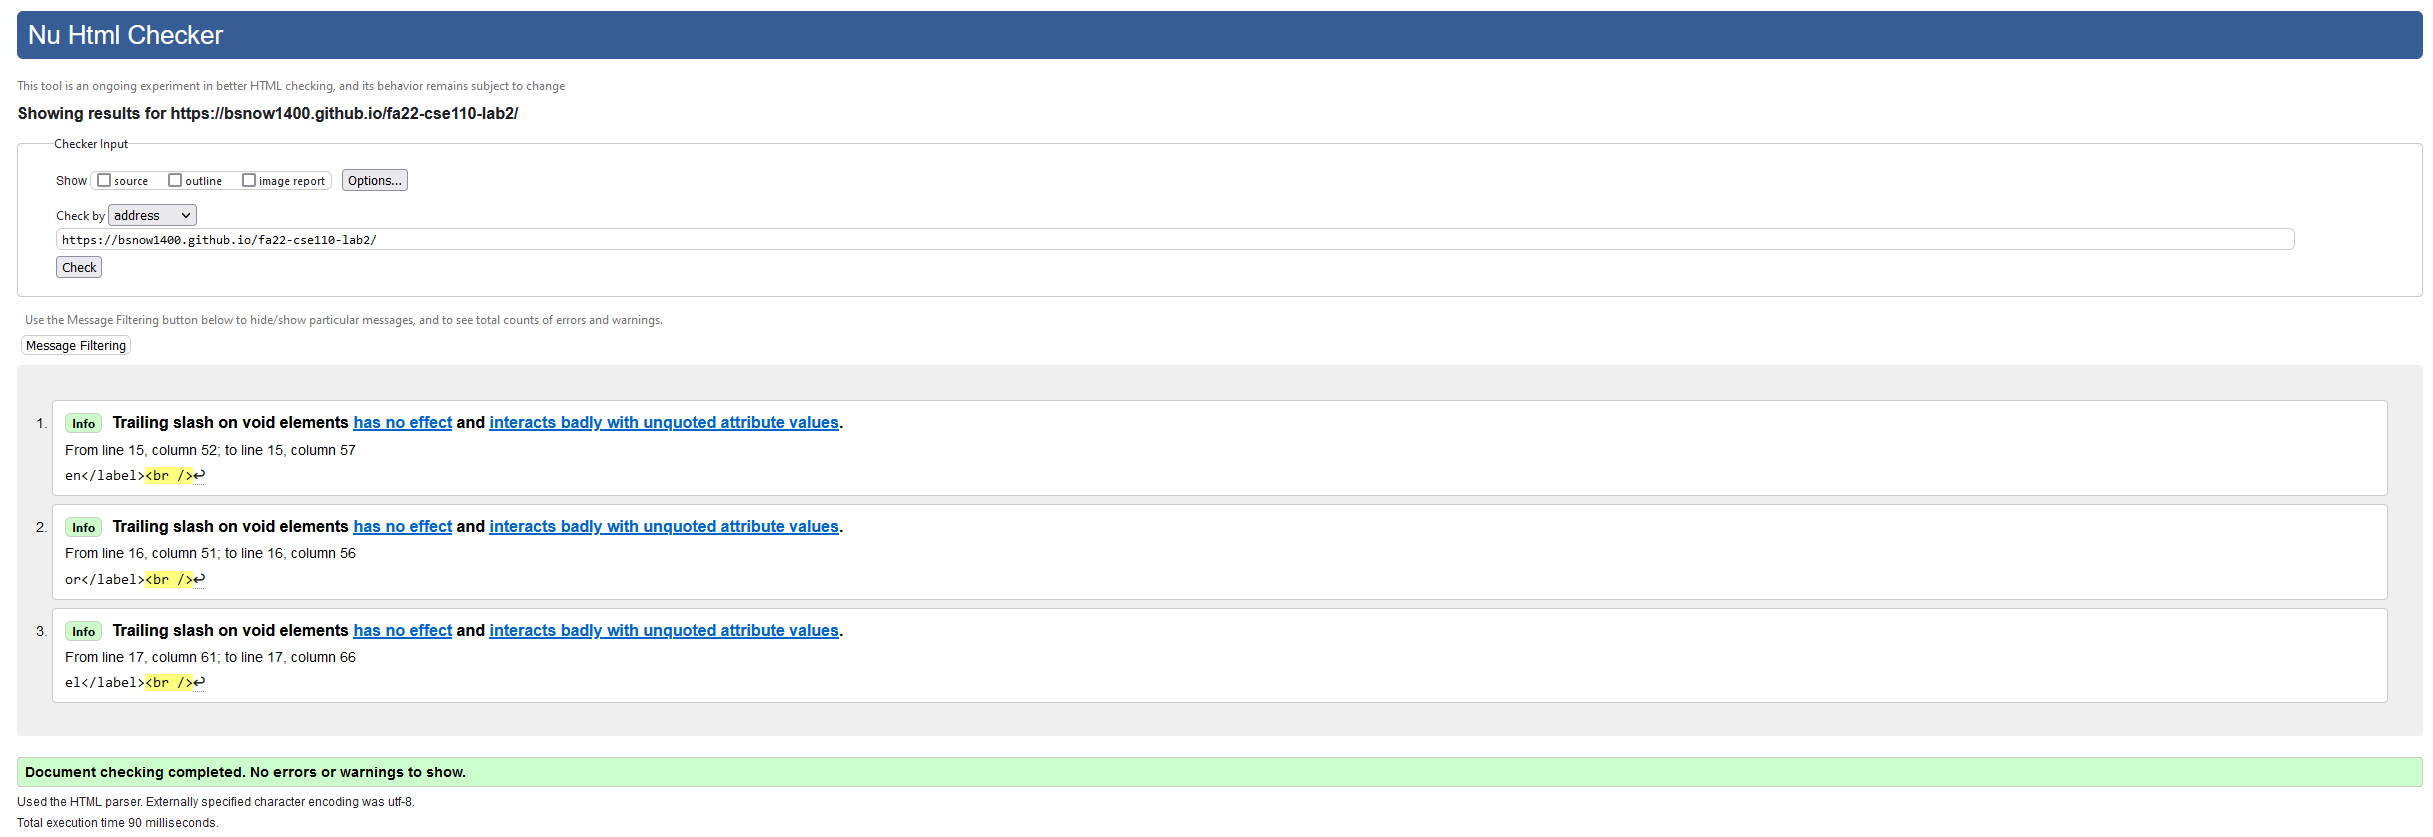 Nu Html Checker
This tool is an ongoing experiment in better HTML checking, and its behavior remains subject to change
Showing results for https://bsnow1400.github.io/fa22-cse110-lab2/
Checker Input
Show source outline image report Options...
Check by address
https://bsnow1400.github.io/fa22-cse110-lab2/
Check
Use the Message Filtering button below to hide/show particular messages, and to see total counts of errors and warnings.
Message Filtering
1. Info Trailing slash on void elements has no effect and interacts badly with unquoted attribute values.
From line 15, column 52; to line 15, column 57
en</label><br />↩
2. Info Trailing slash on void elements has no effect and interacts badly with unquoted attribute values.
From line 16, column 51; to line 16, column 56
or</label><br />↩
3. Info Trailing slash on void elements has no effect and interacts badly with unquoted attribute values.
From line 17, column 61; to line 17, column 66
el</label><br />↩
Document checking completed. No errors or warnings to show.
Used the HTML parser. Externally specified character encoding was utf-8.
Total execution time 90 milliseconds.